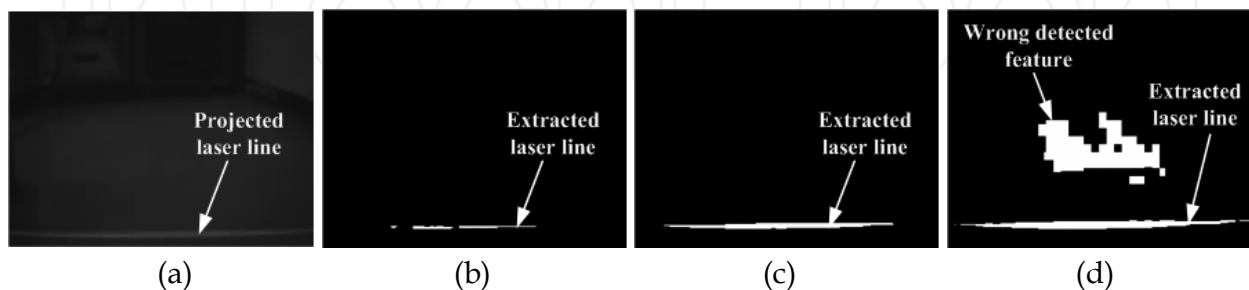 Projected
laser line
Extracted
laser line
Extracted
laser line
Wrong detected
feature
Extracted
laser line
(a)
(b)
(c)
(d)